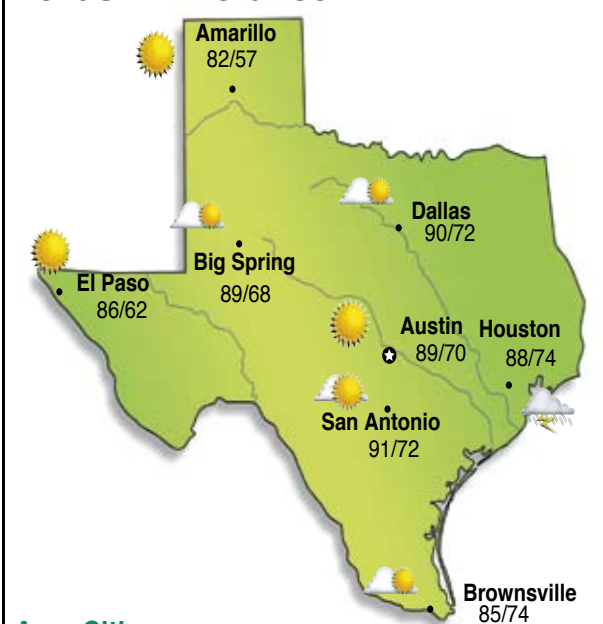 Amarillo
82/57
Dallas
90/72
Big Spring
89/68
El Paso
86/62
Austin
89/70
Houston
88/74
San Antonio
91/72
Brownsville
85/74